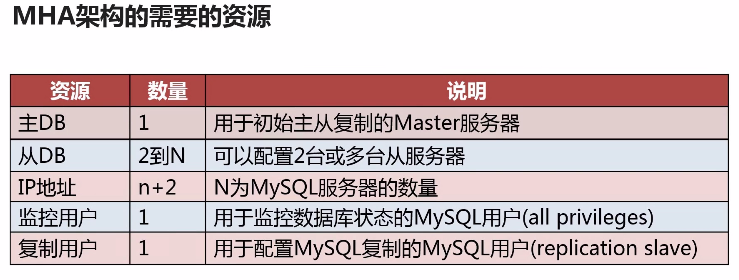 MHA架构的需要的资源
资源 数量 说明
主DB 1 用于初始主从复制的Master服务器
从DB 2到N 可以配置2台或多台从服务器
IP地址 n+2 N为MySQL服务器的数量
监控用户 1 用于监控数据库状态的MySQL用户(all privileges)
复制用户 1 用于配置MySQL复制的MySQL用户(replication slave)